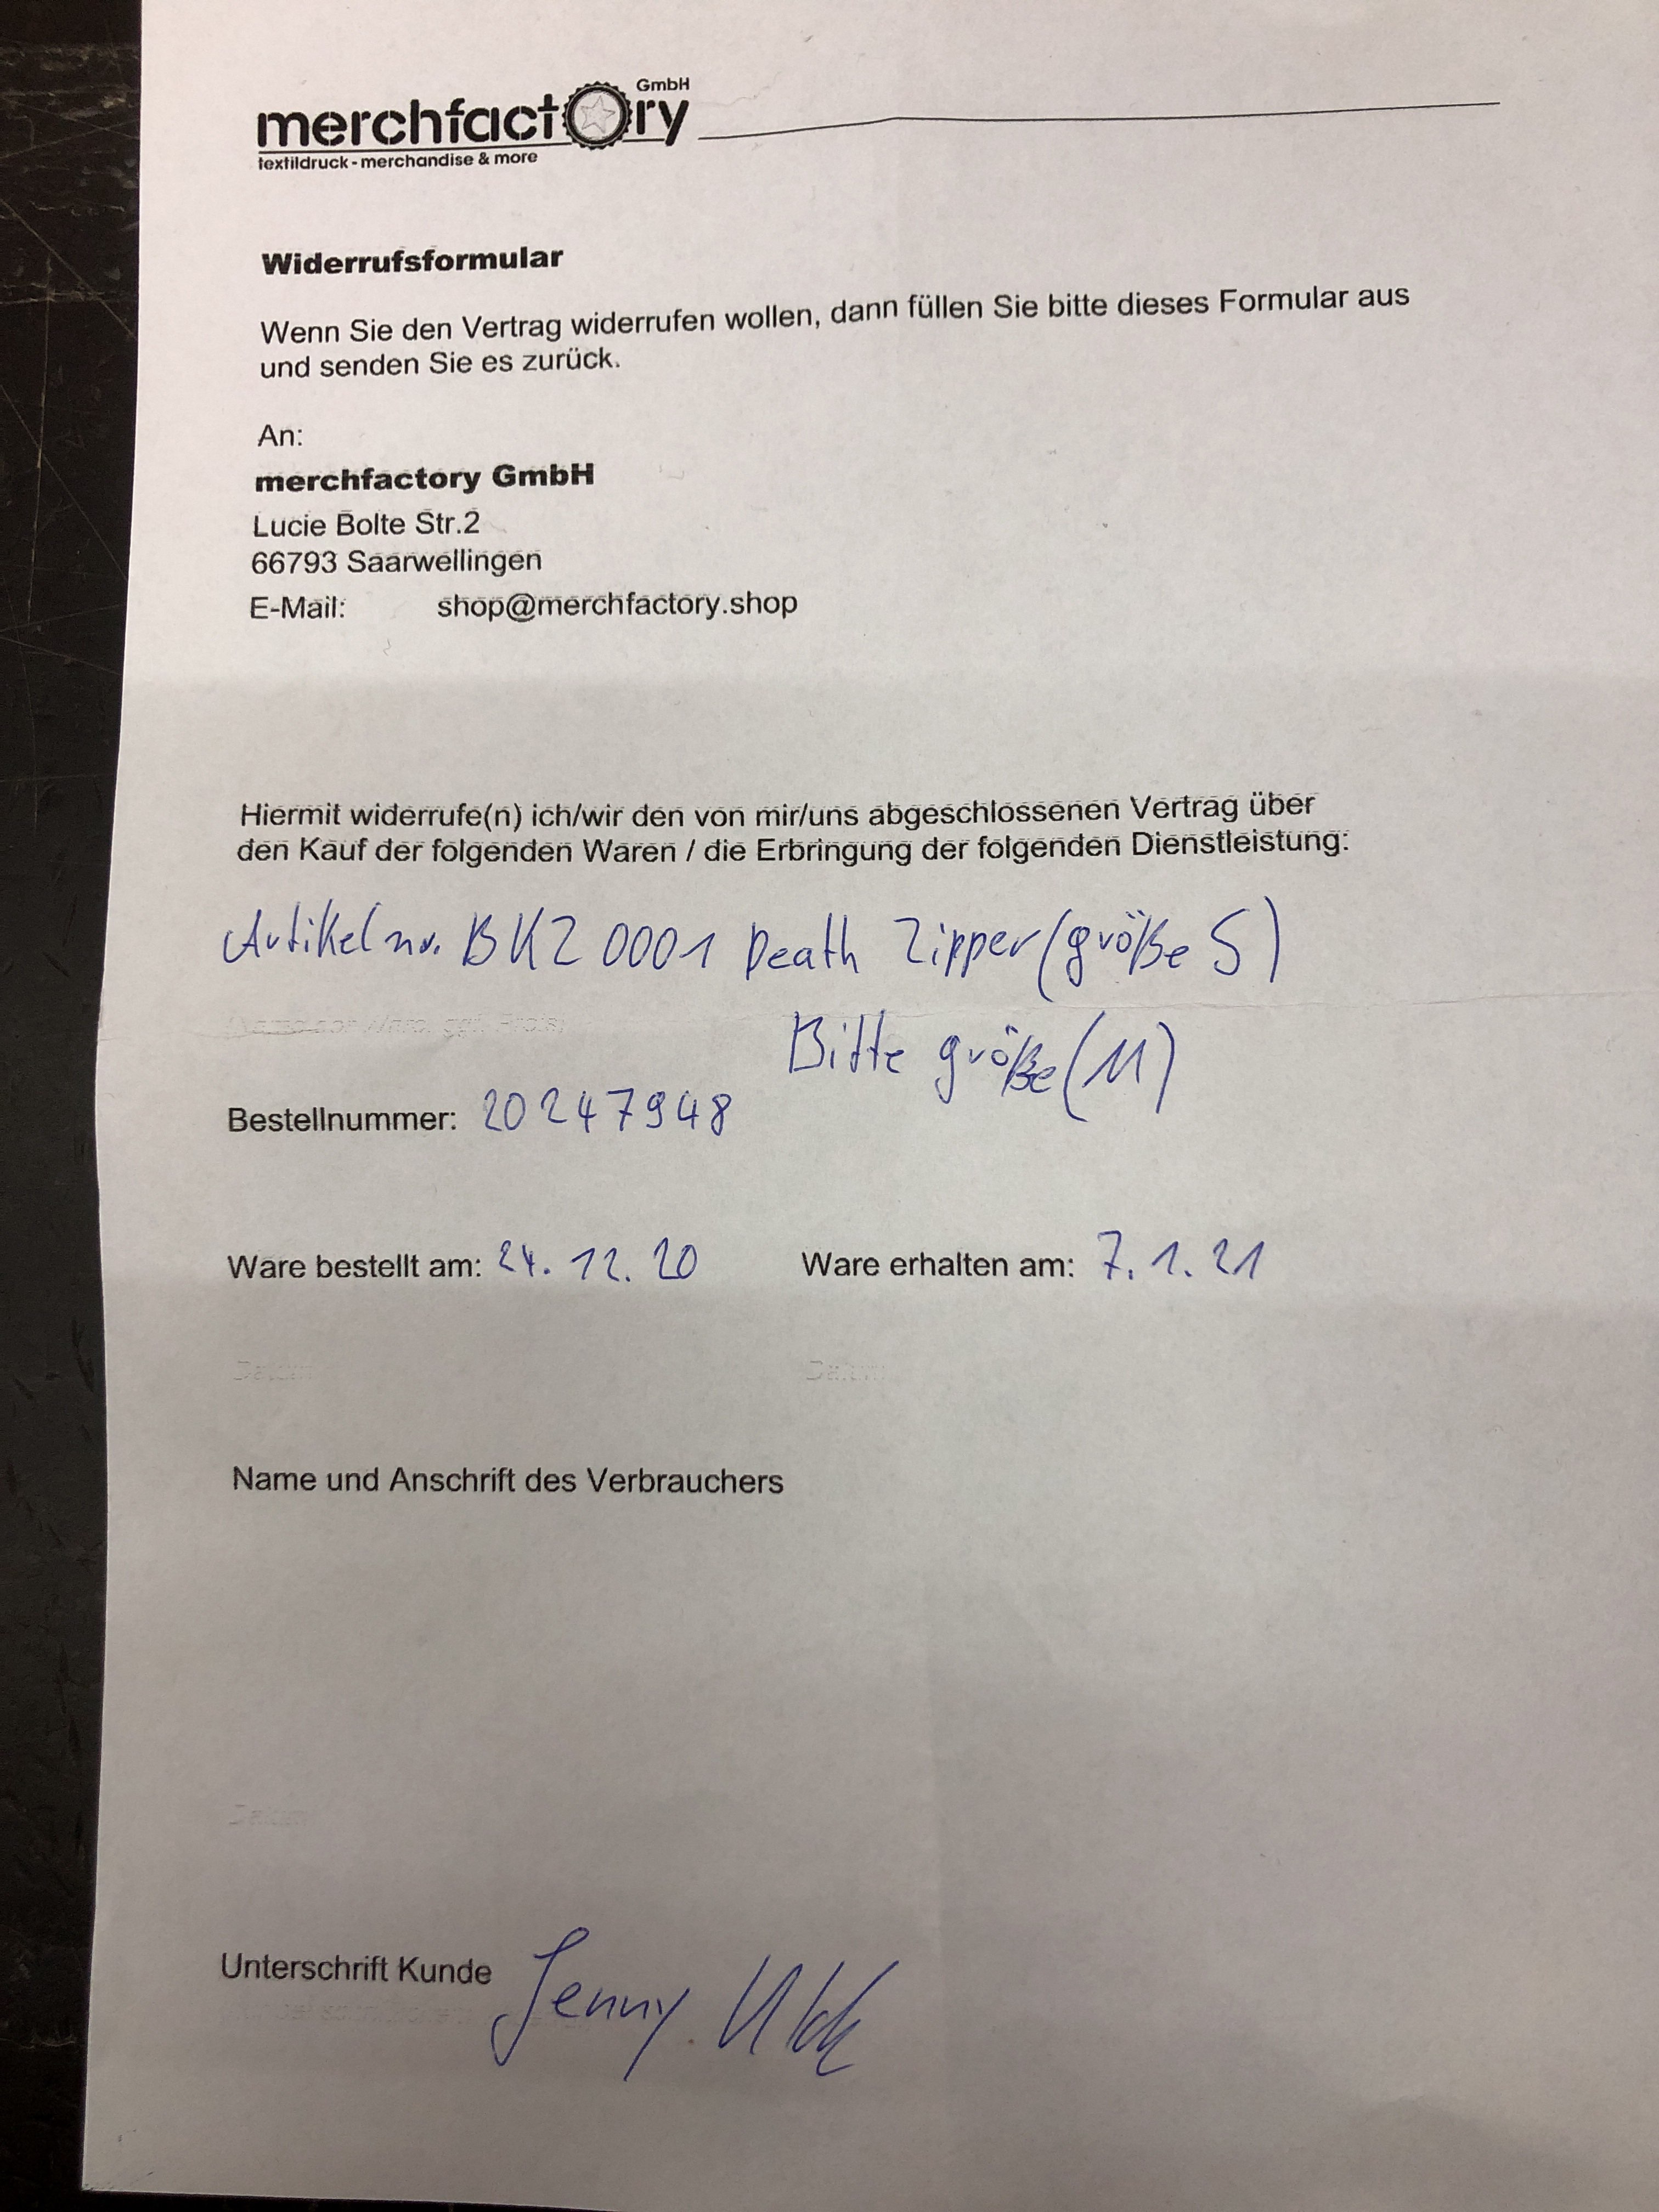 merchfactory GmbH
textildruck - merchandise & more
Widerrufsformular
Wenn Sie den Vertrag widerrufen wollen, dann füllen Sie bitte dieses Formular aus
und senden Sie es zurück.
An:
merchfactory GmbH
Lucie Bolte Str.2
66793 Saarwellingen
E-Mail: shop@merchfactory.shop
Hiermit widerrufe(n) ich/wir den von mir/uns abgeschlossenen Vertrag über
den Kauf der folgenden Waren / die Erbringung der folgenden Dienstleistung:
Artikelnr. BKZ 0001 Death Zipper (größe S)
Bitte größe (M)
Bestellnummer: 20247948
Ware bestellt am: 24. 12. 20 Ware erhalten am: 7. 1. 21
Datum Datum
Name und Anschrift des Verbrauchers
Datum
Unterschrift Kunde Jenny